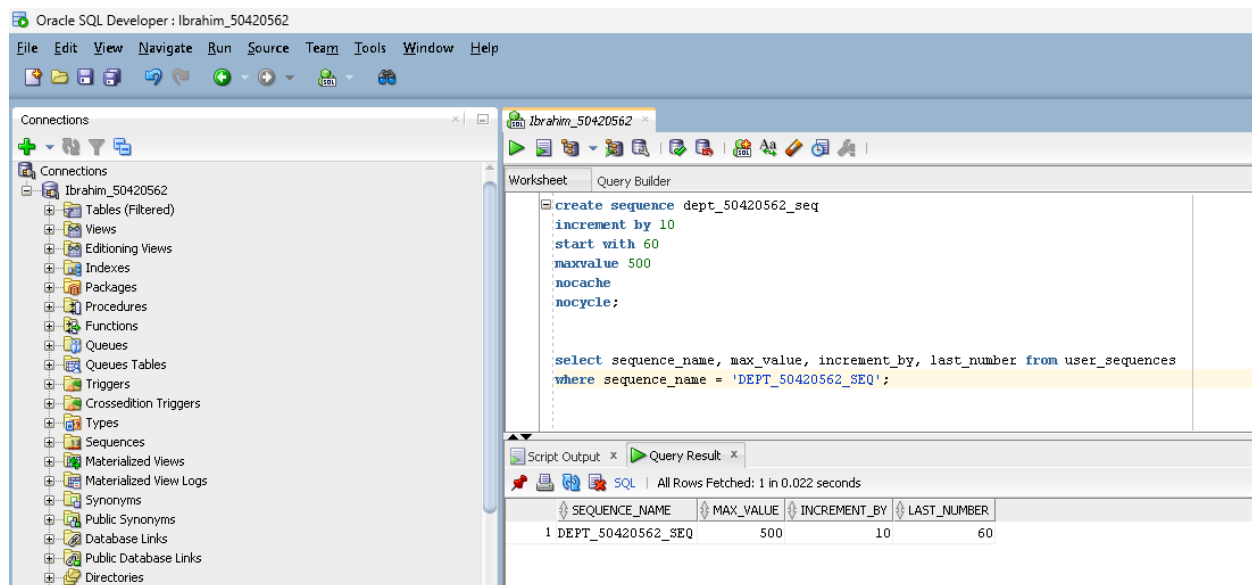 Oracle SQL Developer : Ibrahim_50420562
File Edit View Navigate Run Source Team Tools Window Help
Connections
Connections
Ibrahim_50420562
Tables (Filtered)
Views
Editioning Views
Indexes
Packages
Procedures
Functions
Queues
Queues Tables
Triggers
Crossedition Triggers
Types
Sequences
Materialized Views
Materialized View Logs
Synonyms
Public Synonyms
Database Links
Public Database Links
Directories
Ibrahim_50420562
Worksheet Query Builder
create sequence dept_50420562_seq
increment by 10
start with 60
maxvalue 500
nocache
nocycle;
select sequence_name, max_value, increment_by, last_number from user_sequences
where sequence_name = 'DEPT_50420562_SEQ';
Script Output x Query Result x
SQL | All Rows Fetched: 1 in 0.022 seconds
SEQUENCE_NAME MAX_VALUE INCREMENT_BY LAST_NUMBER
1 DEPT_50420562_SEQ 500 10 60